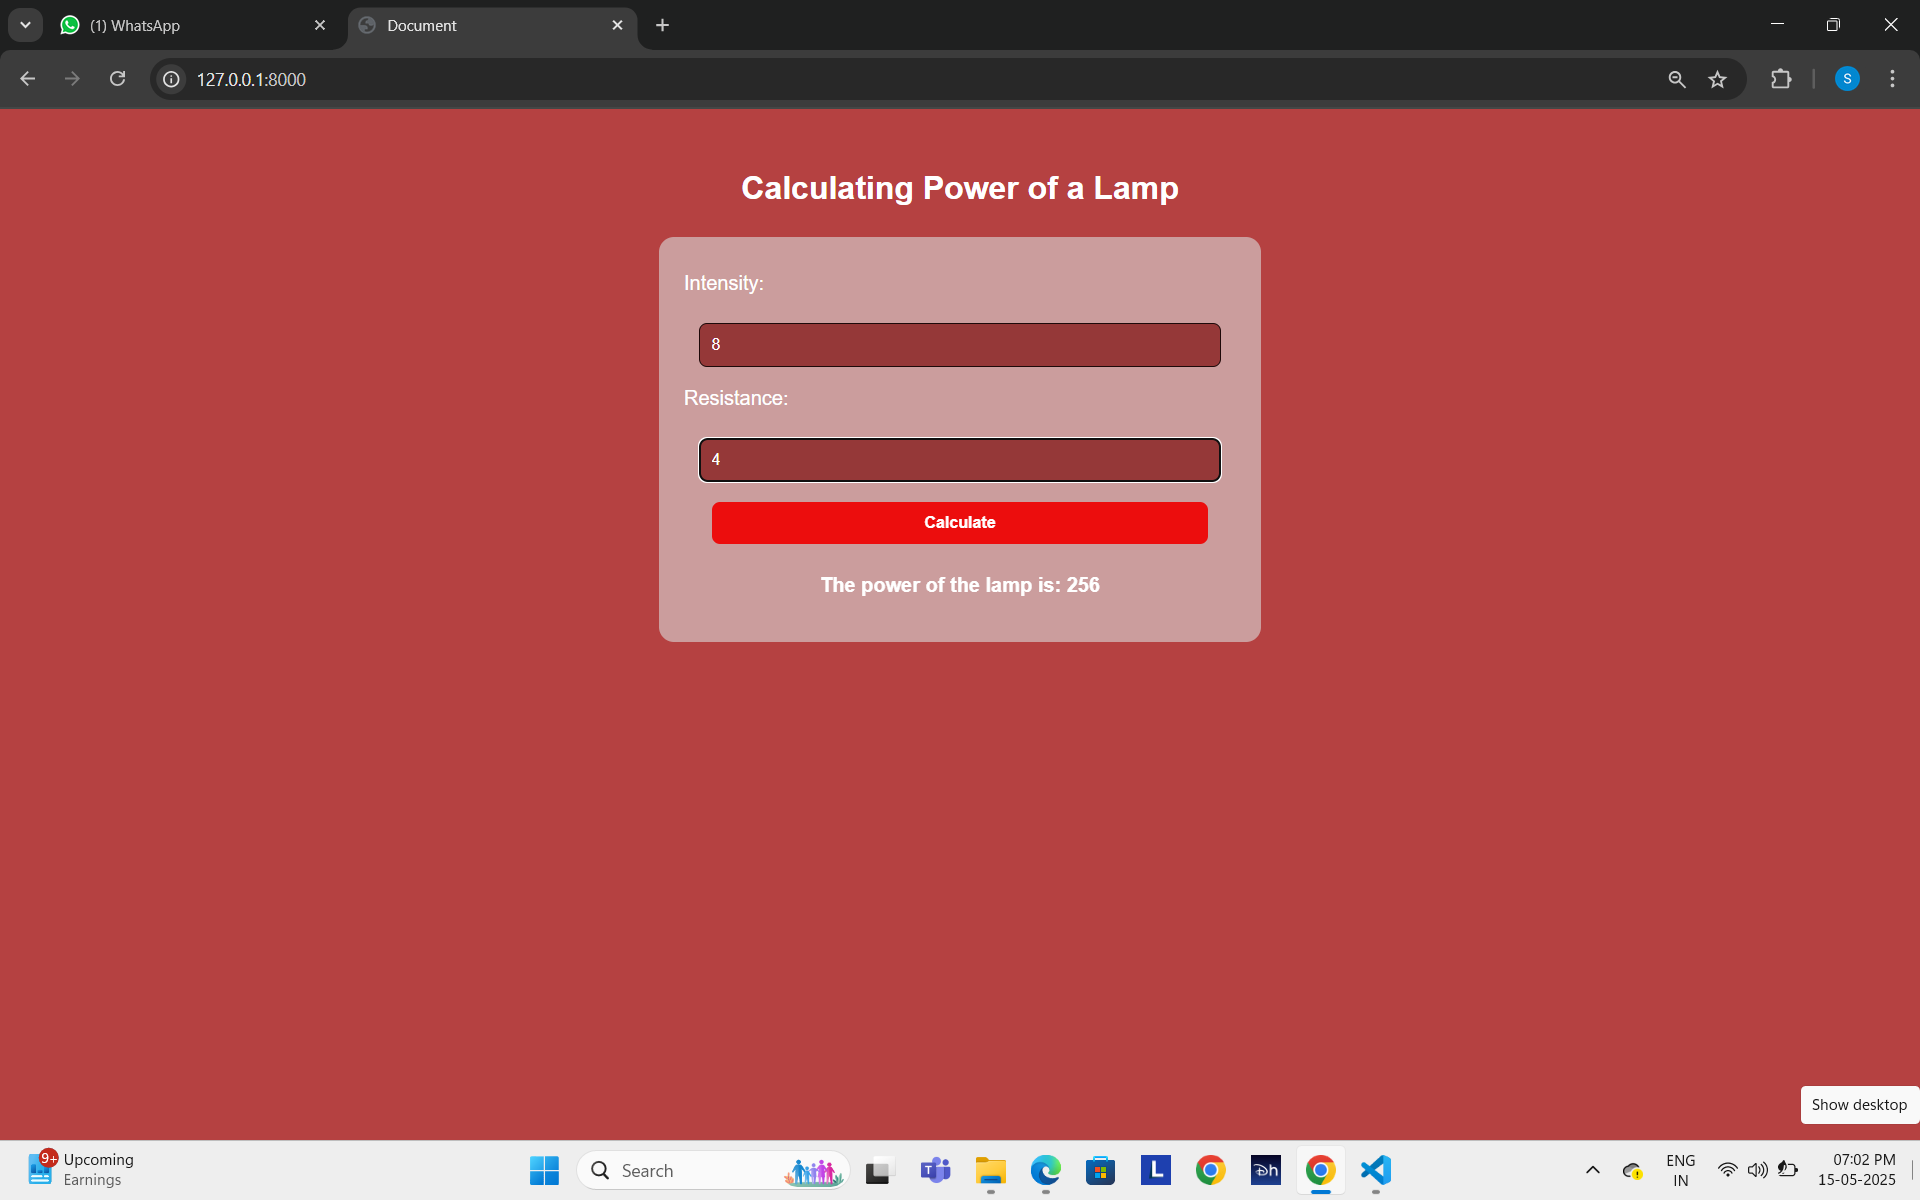 (1) WhatsApp
Document
127.0.0.1:8000
S
Calculating Power of a Lamp
Intensity:
8
Resistance:
4
Calculate
The power of the lamp is: 256
Show desktop
9+
Upcoming
Earnings
Search
T
L
Dh
ENG
IN
07:02 PM
15-05-2025